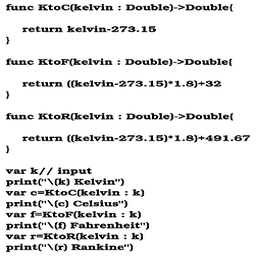 func KtoC(kelvin : Double)->Double{
return kelvin-273.15
}
func KtoF(kelvin : Double)->Double{
return ((kelvin-273.15)*1.8)+32
}
func KtoR(kelvin : Double)->Double{
return ((kelvin-273.15)*1.8)+491.67
}
var k// input
print("\(k) Kelvin")
var c=KtoC(kelvin : k)
print("\(c) Celsius")
var f=KtoF(kelvin : k)
print("\(f) Fahrenheit")
var r=KtoR(kelvin : k)
print("\(r) Rankine")